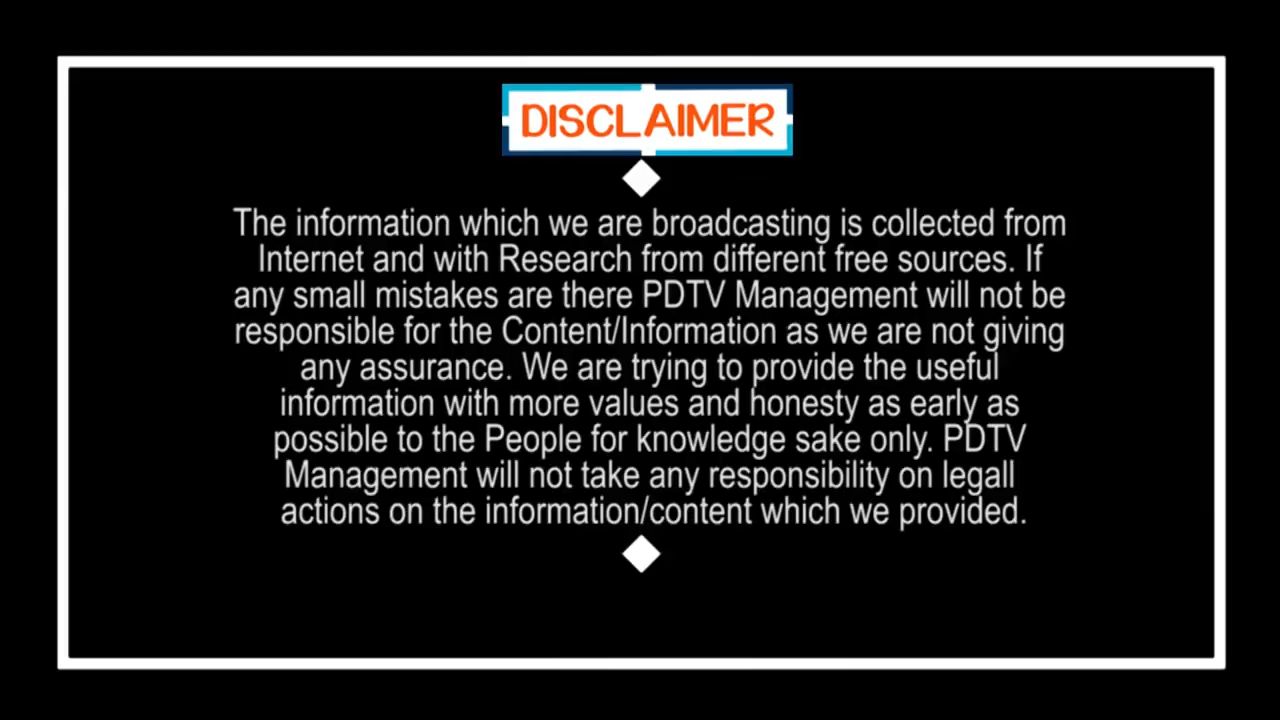 DISCLAIMER
The information which we are broadcasting is collected from
Internet and with Research from different free sources. If
any small mistakes are there PDTV Management will not be
responsible for the Content/Information as we are not giving
any assurance. We are trying to provide the useful
information with more values and honesty as early as
possible to the People for knowledge sake only. PDTV
Management will not take any responsibility on legall
actions on the information/content which we provided.